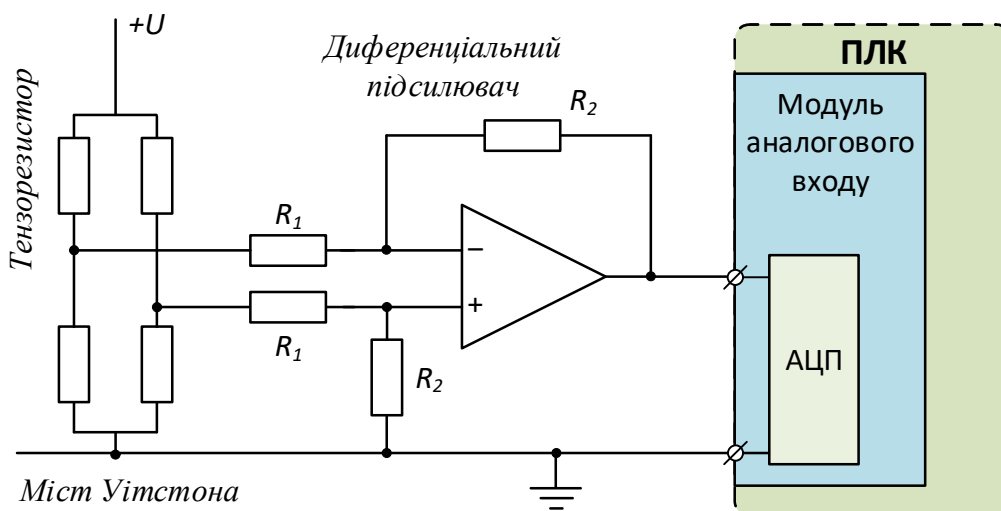 +U
Тензорезистор
Диференціальний
підсилювач
R2
R1
−
+
R1
R2
Міст Уітстона
ПЛК
Модуль
аналогового
входу
АЦП